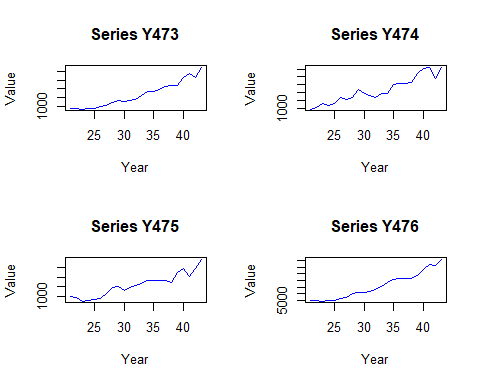 Series Y473
Value
1000
25 30 35 40
Year
Series Y474
Value
1000
25 30 35 40
Year
Series Y475
Value
1000
25 30 35 40
Year
Series Y476
Value
5000
25 30 35 40
Year